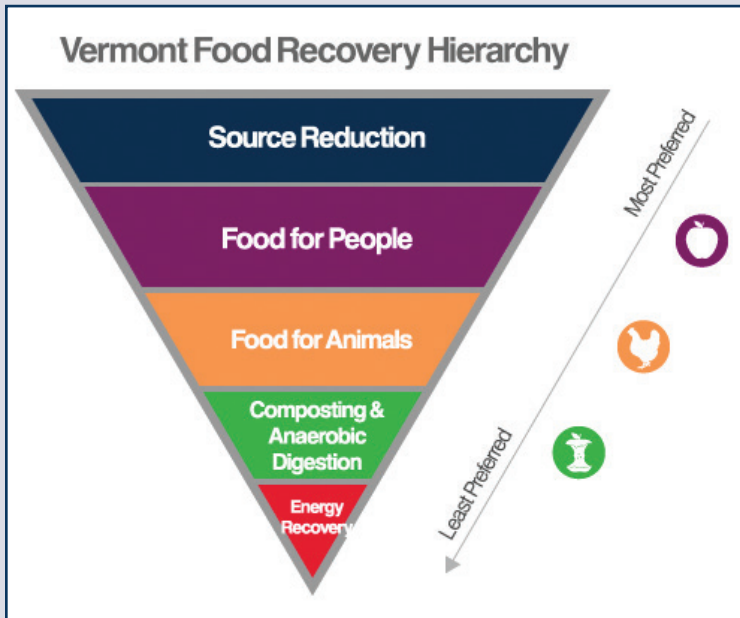 Vermont Food Recovery Hierarchy
Source Reduction
Food for People
Food for Animals
Composting &
Anaerobic
Digestion
Energy
Recovery
Most Preferred
Least Preferred